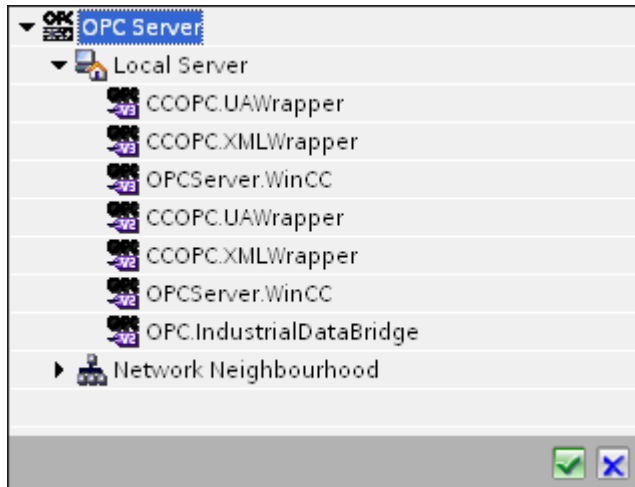 OPC Server
Local Server
CCOPC.UAWrapper
CCOPC.XMLWrapper
OPCServer.WinCC
CCOPC.UAWrapper
CCOPC.XMLWrapper
OPCServer.WinCC
OPC.IndustrialDataBridge
Network Neighbourhood